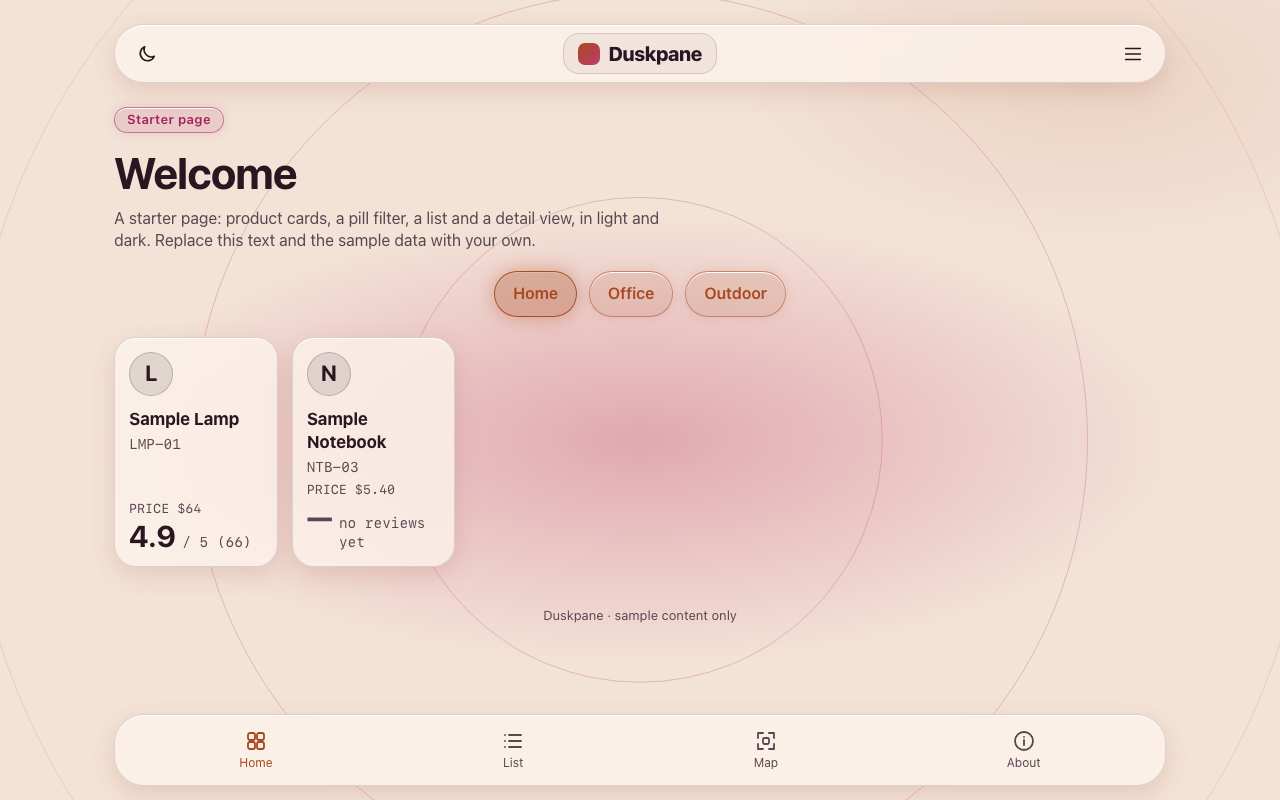 Duskpane
Starter page
Welcome
A starter page: product cards, a pill filter, a list and a detail view, in light and
dark. Replace this text and the sample data with your own.
Home
Office
Outdoor
L
Sample Lamp
LMP–01
PRICE $64
4.9 / 5 (66)
N
Sample
Notebook
NTB–03
PRICE $5.40
— no reviews
yet
Duskpane · sample content only
Home
List
Map
About